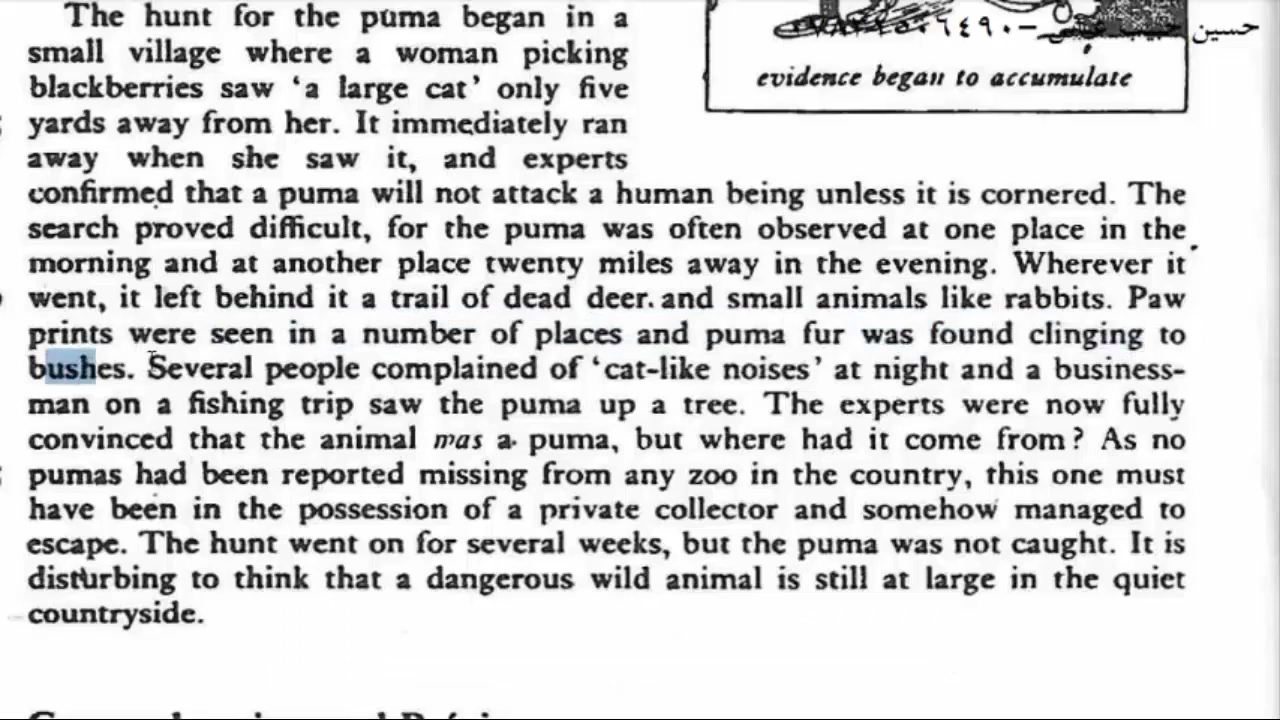 The hunt for the puma began in a
small village where a woman picking
blackberries saw ‘a large cat’ only five
yards away from her. It immediately ran
away when she saw it, and experts
confirmed that a puma will not attack a human being unless it is cornered. The
search proved difficult, for the puma was often observed at one place in the
morning and at another place twenty miles away in the evening. Wherever it
went, it left behind it a trail of dead deer and small animals like rabbits. Paw
prints were seen in a number of places and puma fur was found clinging to
bushes. Several people complained of ‘cat-like noises’ at night and a business-
man on a fishing trip saw the puma up a tree. The experts were now fully
convinced that the animal was a puma, but where had it come from? As no
pumas had been reported missing from any zoo in the country, this one must
have been in the possession of a private collector and somehow managed to
escape. The hunt went on for several weeks, but the puma was not caught. It is
disturbing to think that a dangerous wild animal is still at large in the quiet
countryside.
حسين حبيب
evidence began to accumulate